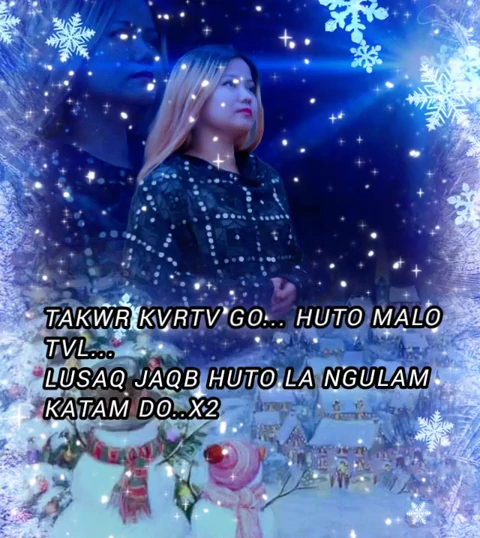 TAKWR KVRTV GO... HUTO MALO
TVL...
LUSAQ JAQB HUTO LA NGULAM
KATAM DO..X2